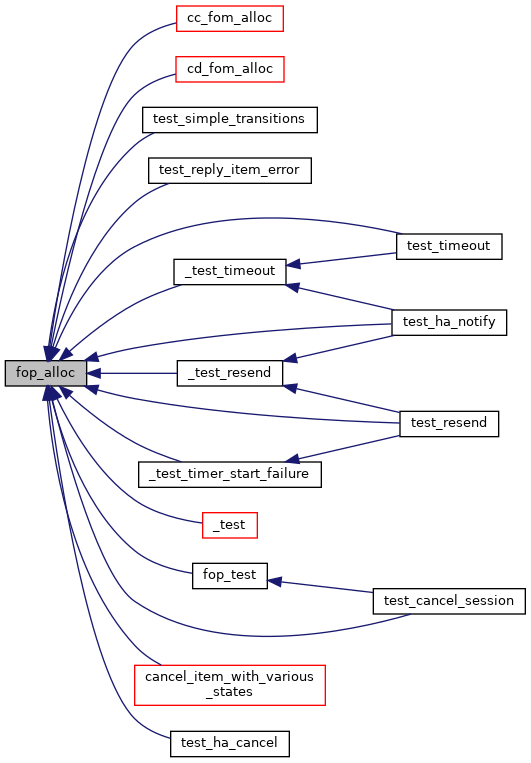 cc_fom_alloc
cd_fom_alloc
test_simple_transitions
test_reply_item_error
test_timeout
_test_timeout
test_ha_notify
fop_alloc
_test_resend
test_resend
_test_timer_start_failure
_test
fop_test
test_cancel_session
cancel_item_with_various
_states
test_ha_cancel